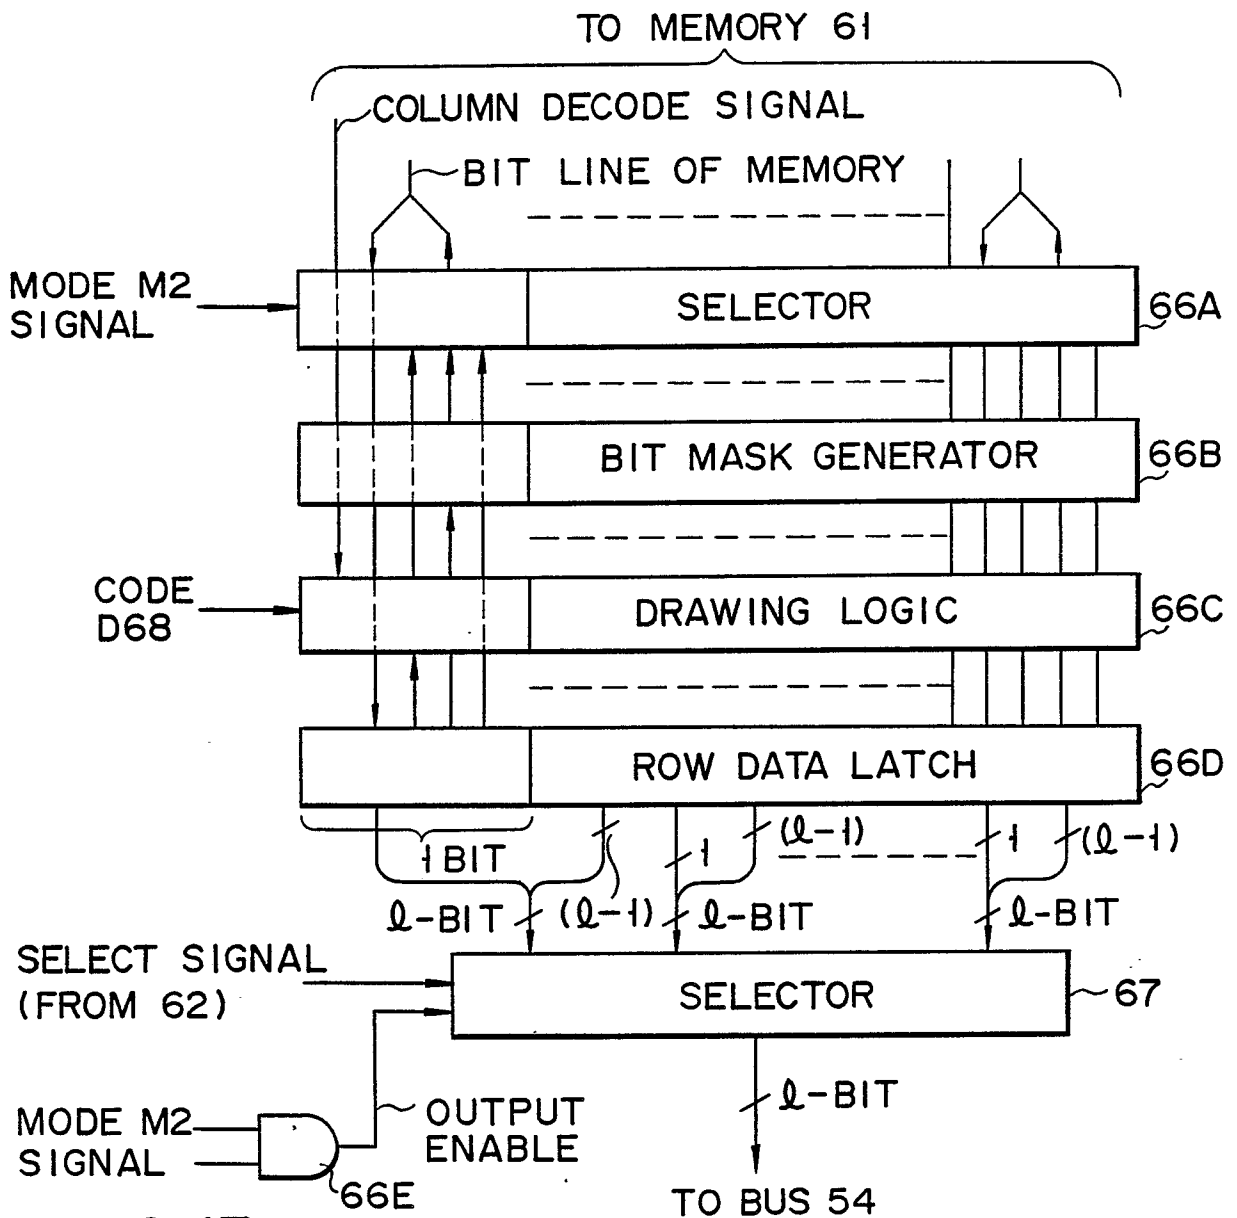 TO MEMORY 61
COLUMN DECODE SIGNAL
BIT LINE OF MEMORY
MODE M2
SIGNAL
SELECTOR
66A
BIT MASK GENERATOR
66B
CODE
D68
DRAWING LOGIC
66C
ROW DATA LATCH
66D
1 BIT
(ℓ-1)
1
(ℓ-1)
1
(ℓ-1)
ℓ-BIT
ℓ-BIT
ℓ-BIT
SELECT SIGNAL
(FROM 62)
SELECTOR
67
ℓ-BIT
MODE M2
SIGNAL
OUTPUT
ENABLE
66E
TO BUS 54